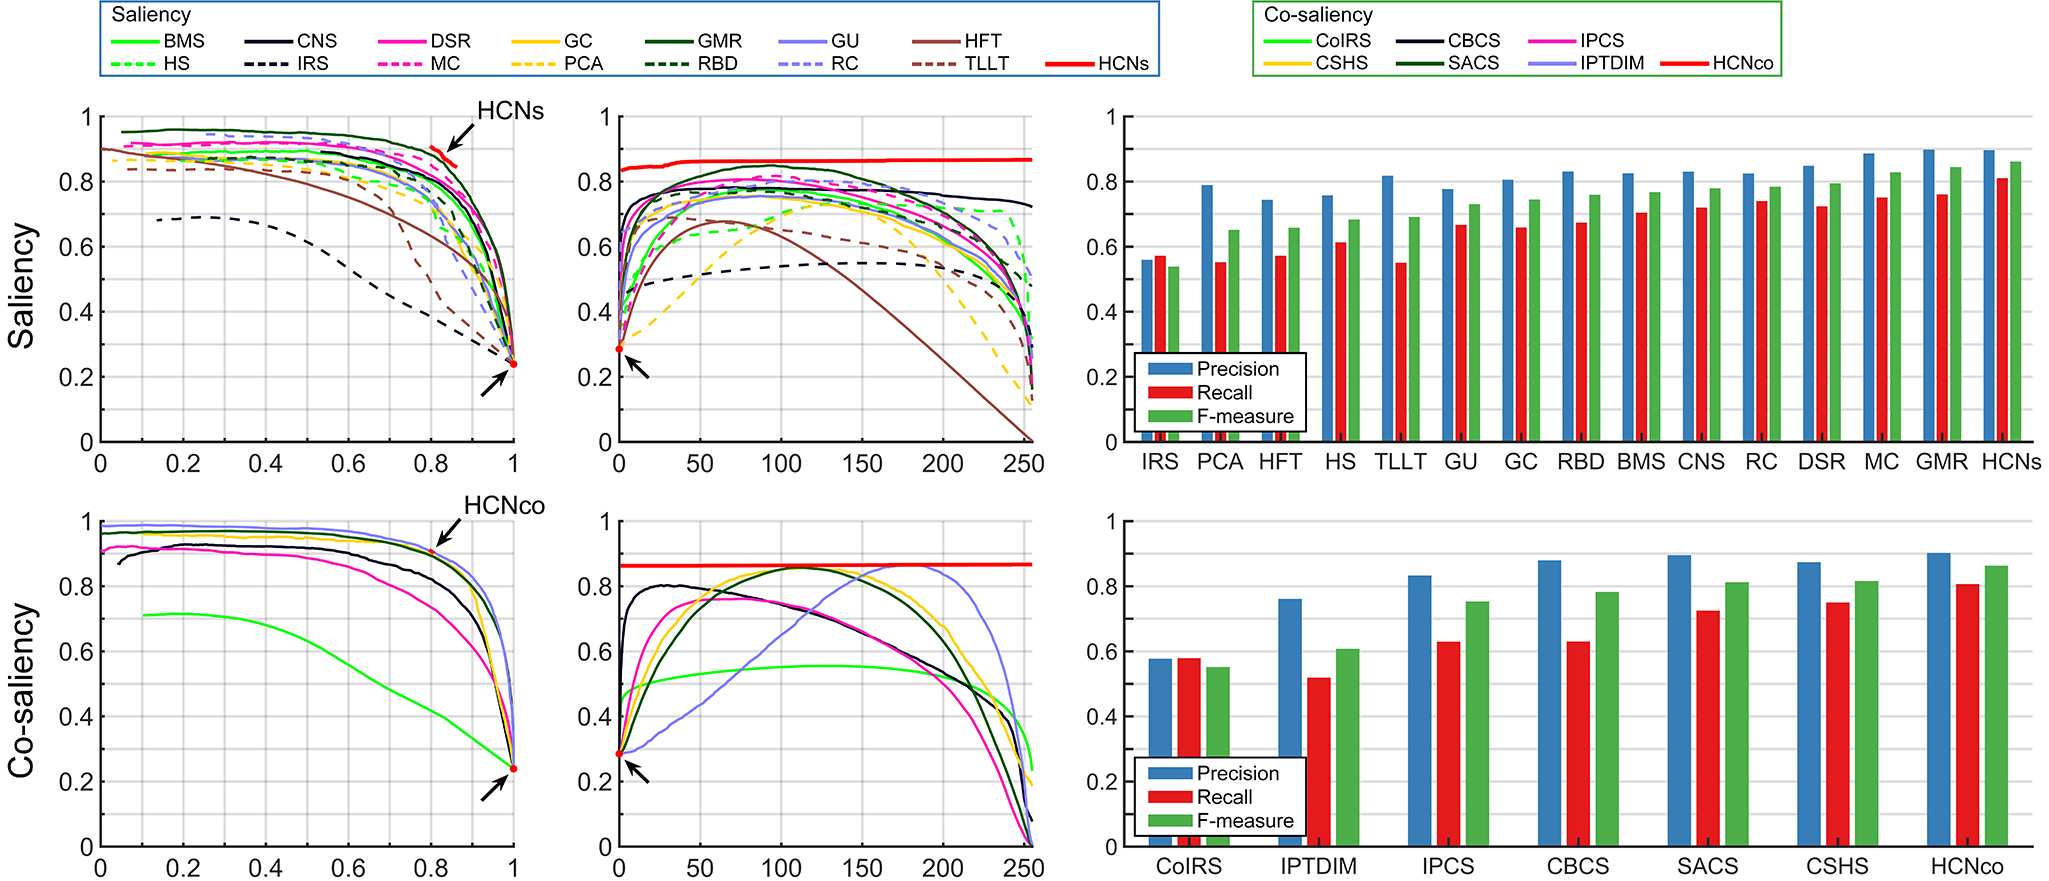 Saliency
BMS CNS DSR GC GMR GU HFT
HS IRS MC PCA RBD RC TLLT HCNs
Co-saliency
CoIRS CBCS IPCS
CSHS SACS IPTDIM HCNco
Saliency
HCNs
1
0.8
0.6
0.4
0.2
0
0 0.2 0.4 0.6 0.8 1
1
0.8
0.6
0.4
0.2
0
0 50 100 150 200 250
1
0.8
0.6
0.4
0.2
0
Precision
Recall
F-measure
IRS PCA HFT HS TLLT GU GC RBD BMS CNS RC DSR MC GMR HCNs
Co-saliency
HCNco
1
0.8
0.6
0.4
0.2
0
0 0.2 0.4 0.6 0.8 1
1
0.8
0.6
0.4
0.2
0
0 50 100 150 200 250
1
0.8
0.6
0.4
0.2
0
Precision
Recall
F-measure
CoIRS IPTDIM IPCS CBCS SACS CSHS HCNco